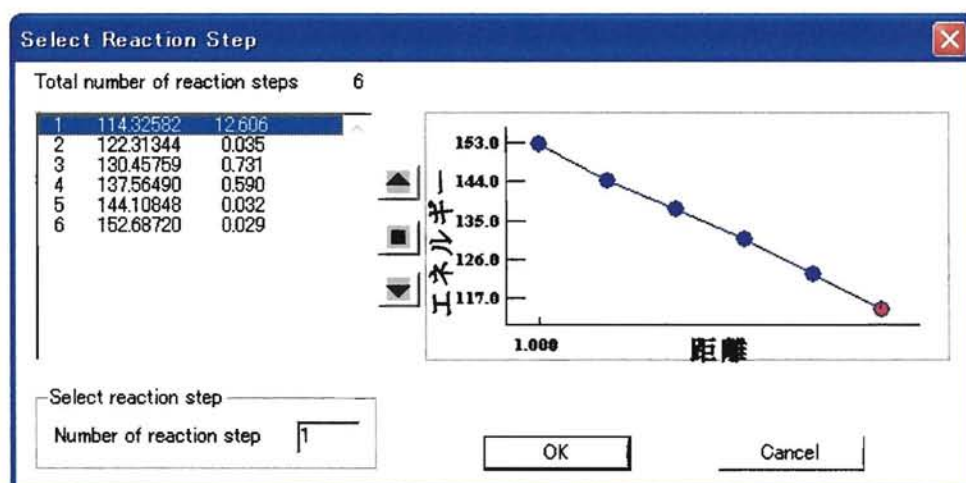 Select Reaction Step
Total number of reaction steps 6
1 114.32582 12.606
2 122.31344 0.035
3 130.45759 0.731
4 137.56490 0.590
5 144.10848 0.032
6 152.68720 0.029
エネルギー
153.0
144.0
135.0
126.0
117.0
1.000
距離
Select reaction step
Number of reaction step 1
OK
Cancel